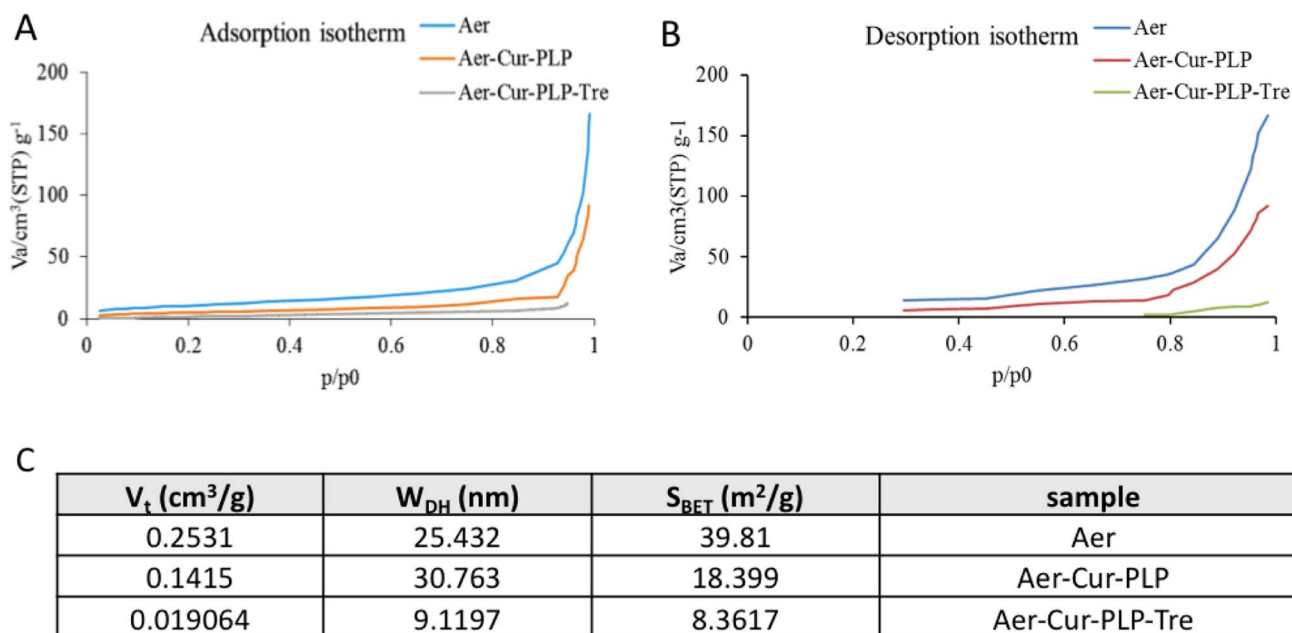 A
Adsorption isotherm
Aer
Aer-Cur-PLP
Aer-Cur-PLP-Tre
Va/cm³(STP) g⁻¹
200
150
100
50
0
0 0.2 0.4 0.6 0.8 1
p/p0
B
Desorption isotherm
Aer
Aer-Cur-PLP
Aer-Cur-PLP-Tre
Va/cm3(STP) g-1
200
150
100
50
0
0 0.2 0.4 0.6 0.8 1
p/p0
C
Vₜ (cm³/g) W_DH (nm) S_BET (m²/g) sample
0.2531 25.432 39.81 Aer
0.1415 30.763 18.399 Aer-Cur-PLP
0.019064 9.1197 8.3617 Aer-Cur-PLP-Tre